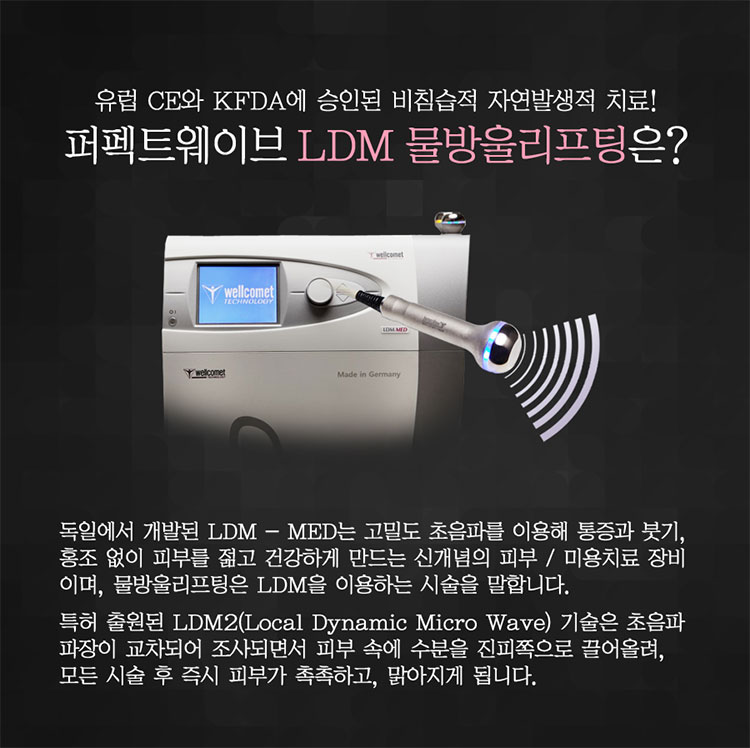 유럽 CE와 KFDA에 승인된 비침습적 자연발생적 치료!
퍼펙트웨이브 LDM 물방울리프팅은?
wellcomet
wellcomet
TECHNOLOGY
LDM-MED
wellcomet
TECHNOLOGY
Made in Germany
독일에서 개발된 LDM – MED는 고밀도 초음파를 이용해 통증과 붓기,
홍조 없이 피부를 젊고 건강하게 만드는 신개념의 피부 / 미용치료 장비
이며, 물방울리프팅은 LDM을 이용하는 시술을 말합니다.
특허 출원된 LDM2(Local Dynamic Micro Wave) 기술은 초음파
파장이 교차되어 조사되면서 피부 속에 수분을 진피쪽으로 끌어올려,
모든 시술 후 즉시 피부가 촉촉하고, 맑아지게 됩니다.